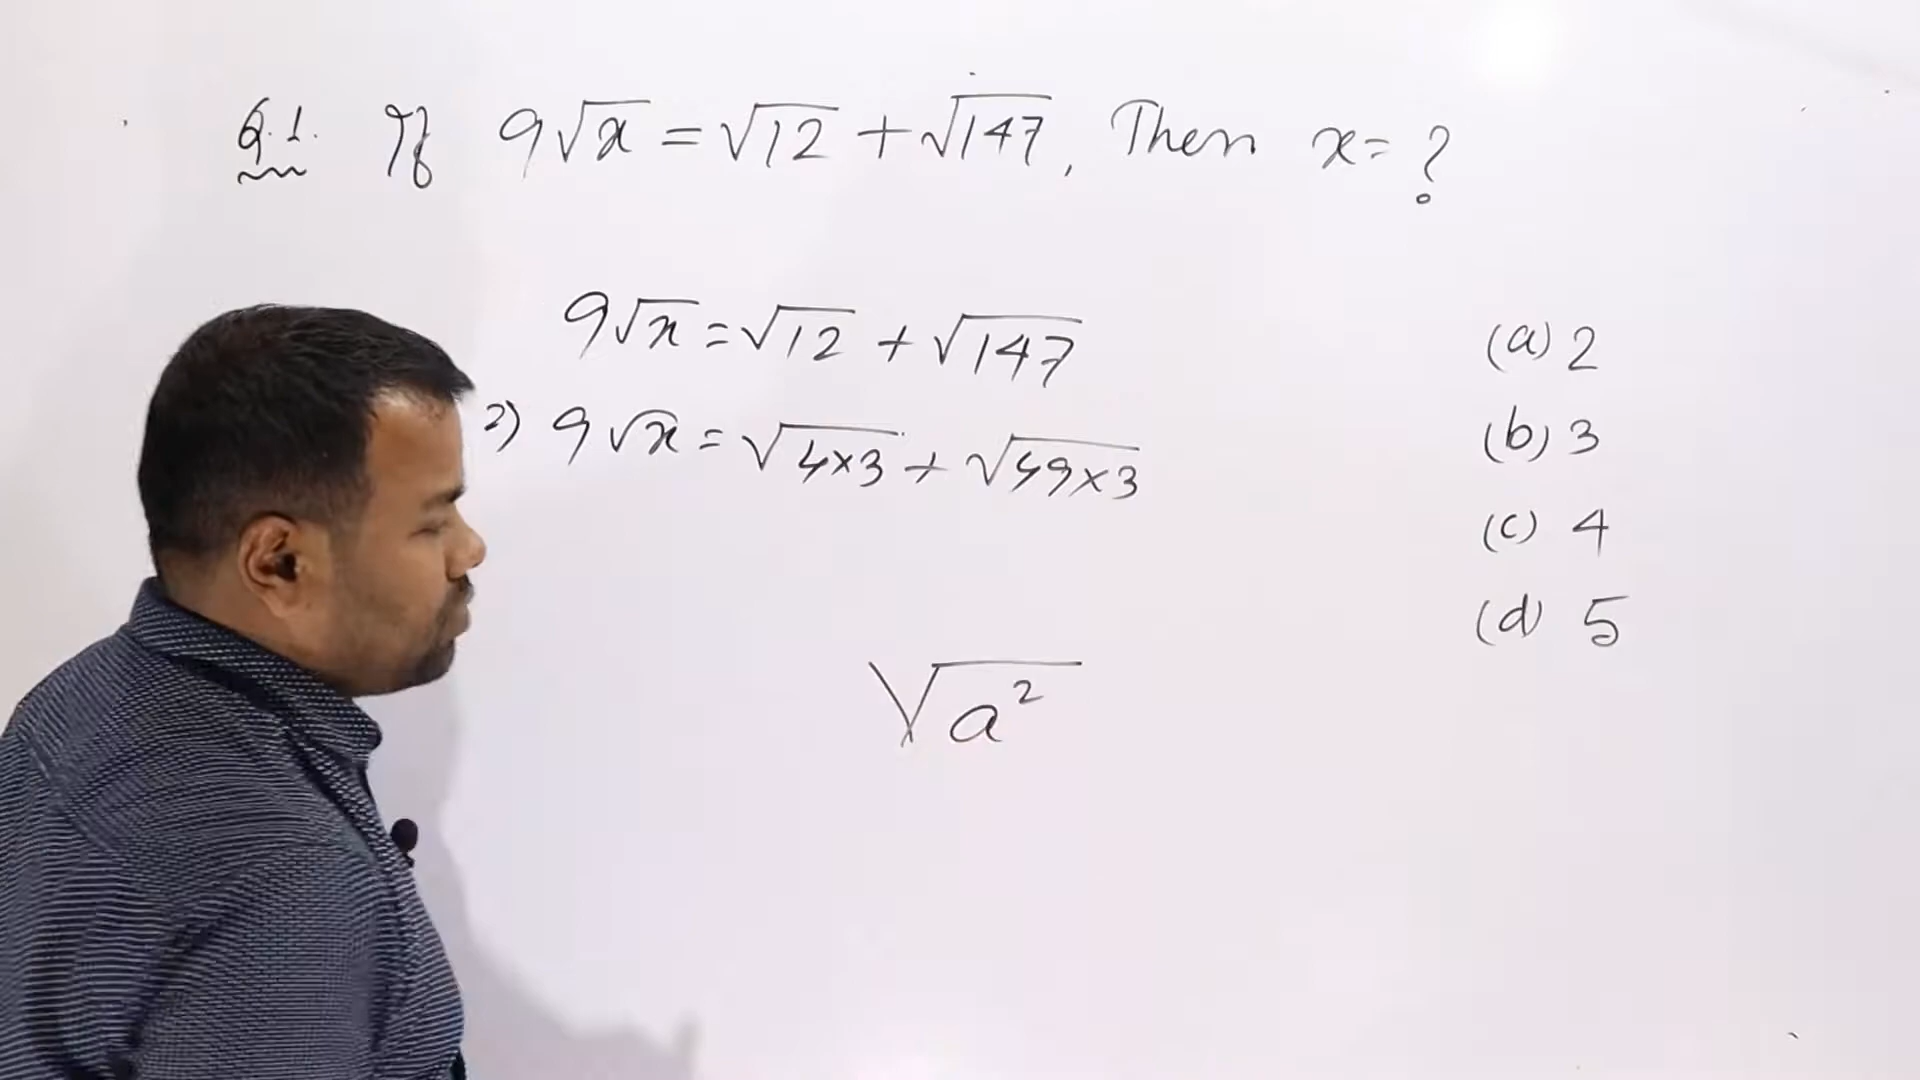 Q.1. If 9√x = √12 + √147, Then x = ?
9√x = √12 + √147
(a) 2
2) 9√x = √4×3 + √49×3
(b) 3
(c) 4
(d) 5
√a²